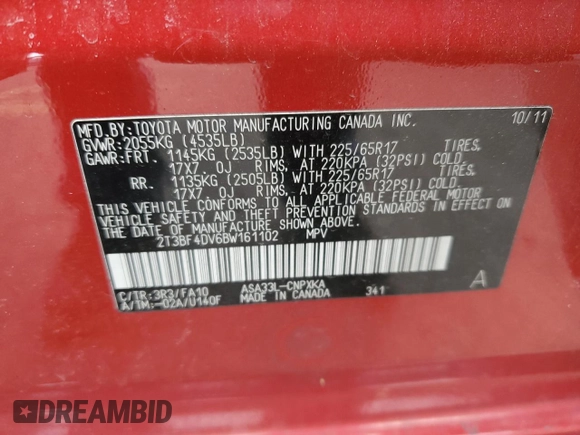 MFD.BY:TOYOTA MOTOR MANUFACTURING CANADA INC. 10/11
GVWR:2055KG (4535LB)
GAWR:FRT. 1145KG (2535LB) WITH 225/65R17 TIRES,
17X7 0J RIMS, AT 220KPA (32PSI) COLD
RR. 1135KG (2505LB) WITH 225/65R17 TIRES,
17X7 0J RIMS, AT 220KPA (32PSI) COLD
THIS VEHICLE CONFORMS TO ALL APPLICABLE FEDERAL MOTOR
VEHICLE SAFETY AND THEFT PREVENTION STANDARDS IN EFFECT ON
THE DATE OF MANUFACTURE SHOWN ABOVE.
2T3BF4DV6BW161102 MPV
C/TR:3R3/FA10 ASA33L-CNPXKA 341 A
A/TM:-02A/U140F MADE IN CANADA
DREAMBID